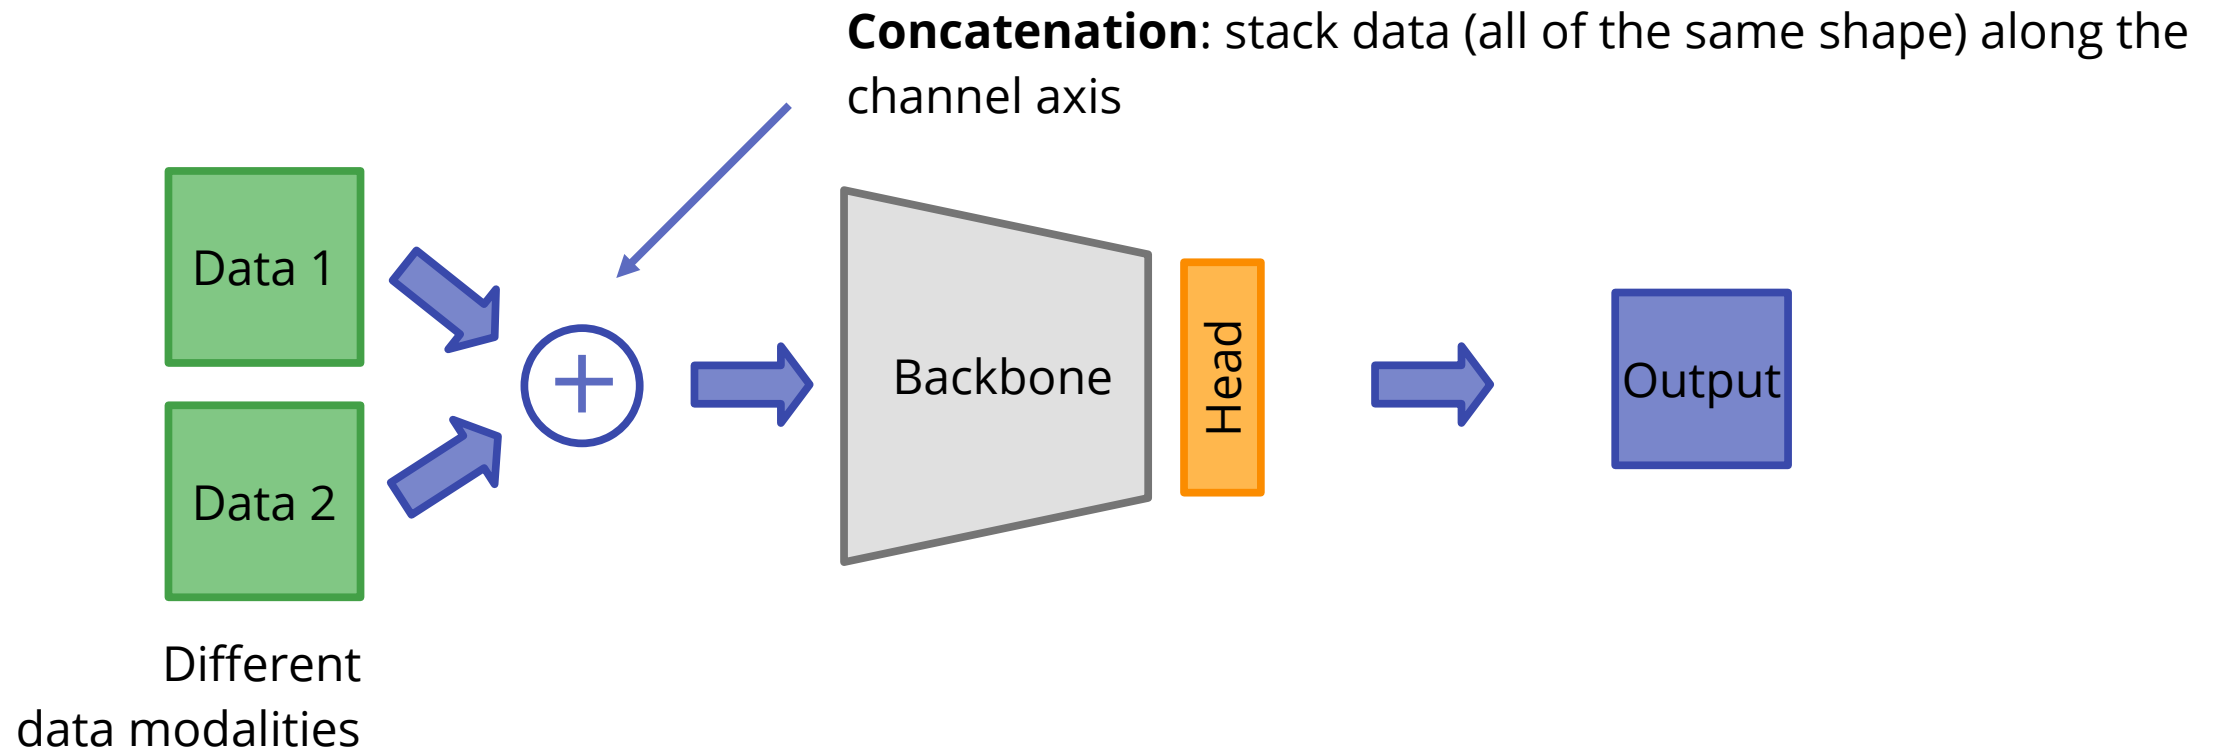 Concatenation: stack data (all of the same shape) along the
channel axis
Data 1
Data 2
+
Backbone
Head
Output
Different
data modalities